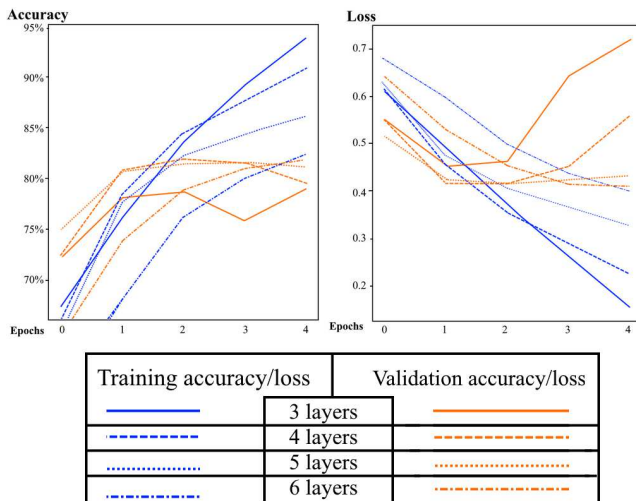 Accuracy
95%
90%
85%
80%
75%
70%
Epochs 0 1 2 3 4
Loss
0.7
0.6
0.5
0.4
0.3
0.2
Epochs 0 1 2 3 4
Training accuracy/loss Validation accuracy/loss
3 layers
4 layers
5 layers
6 layers